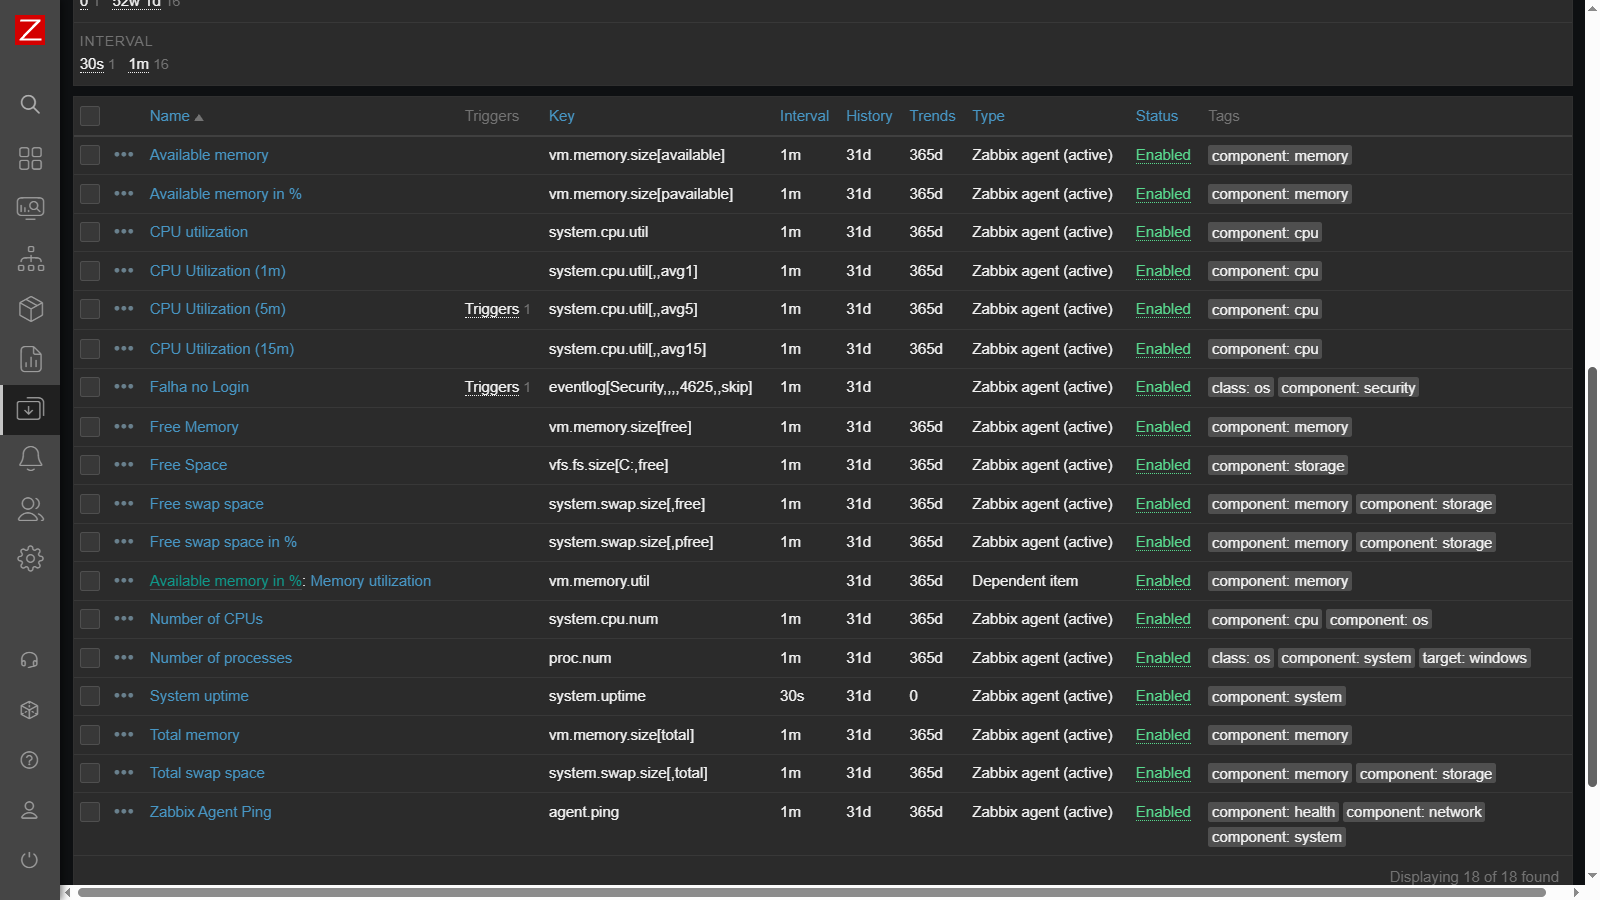 0 1 52w 1d 16
INTERVAL
30s 1 1m 16
Name Triggers Key Interval History Trends Type Status Tags
Available memory vm.memory.size[available] 1m 31d 365d Zabbix agent (active) Enabled component: memory
Available memory in % vm.memory.size[pavailable] 1m 31d 365d Zabbix agent (active) Enabled component: memory
CPU utilization system.cpu.util 1m 31d 365d Zabbix agent (active) Enabled component: cpu
CPU Utilization (1m) system.cpu.util[,,avg1] 1m 31d 365d Zabbix agent (active) Enabled component: cpu
CPU Utilization (5m) Triggers 1 system.cpu.util[,,avg5] 1m 31d 365d Zabbix agent (active) Enabled component: cpu
CPU Utilization (15m) system.cpu.util[,,avg15] 1m 31d 365d Zabbix agent (active) Enabled component: cpu
Falha no Login Triggers 1 eventlog[Security,,,,4625,,skip] 1m 31d Zabbix agent (active) Enabled class: os component: security
Free Memory vm.memory.size[free] 1m 31d 365d Zabbix agent (active) Enabled component: memory
Free Space vfs.fs.size[C:,free] 1m 31d 365d Zabbix agent (active) Enabled component: storage
Free swap space system.swap.size[,free] 1m 31d 365d Zabbix agent (active) Enabled component: memory component: storage
Free swap space in % system.swap.size[,pfree] 1m 31d 365d Zabbix agent (active) Enabled component: memory component: storage
Available memory in %: Memory utilization vm.memory.util 31d 365d Dependent item Enabled component: memory
Number of CPUs system.cpu.num 1m 31d 365d Zabbix agent (active) Enabled component: cpu component: os
Number of processes proc.num 1m 31d 365d Zabbix agent (active) Enabled class: os component: system target: windows
System uptime system.uptime 30s 31d 0 Zabbix agent (active) Enabled component: system
Total memory vm.memory.size[total] 1m 31d 365d Zabbix agent (active) Enabled component: memory
Total swap space system.swap.size[,total] 1m 31d 365d Zabbix agent (active) Enabled component: memory component: storage
Zabbix Agent Ping agent.ping 1m 31d 365d Zabbix agent (active) Enabled component: health component: network
component: system
Displaying 18 of 18 found